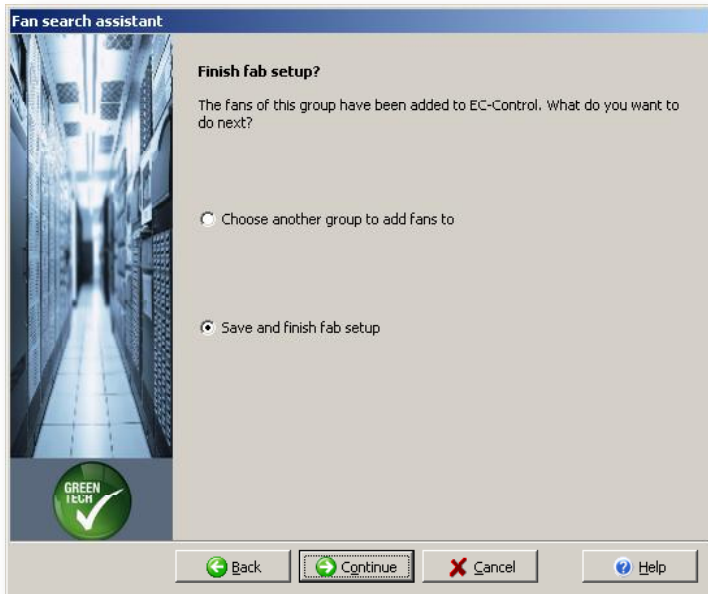 Fan search assistant
Finish fab setup?
The fans of this group have been added to EC-Control. What do you want to
do next?
Choose another group to add fans to
Save and finish fab setup
GREEN
TECH
Back
Continue
Cancel
Help